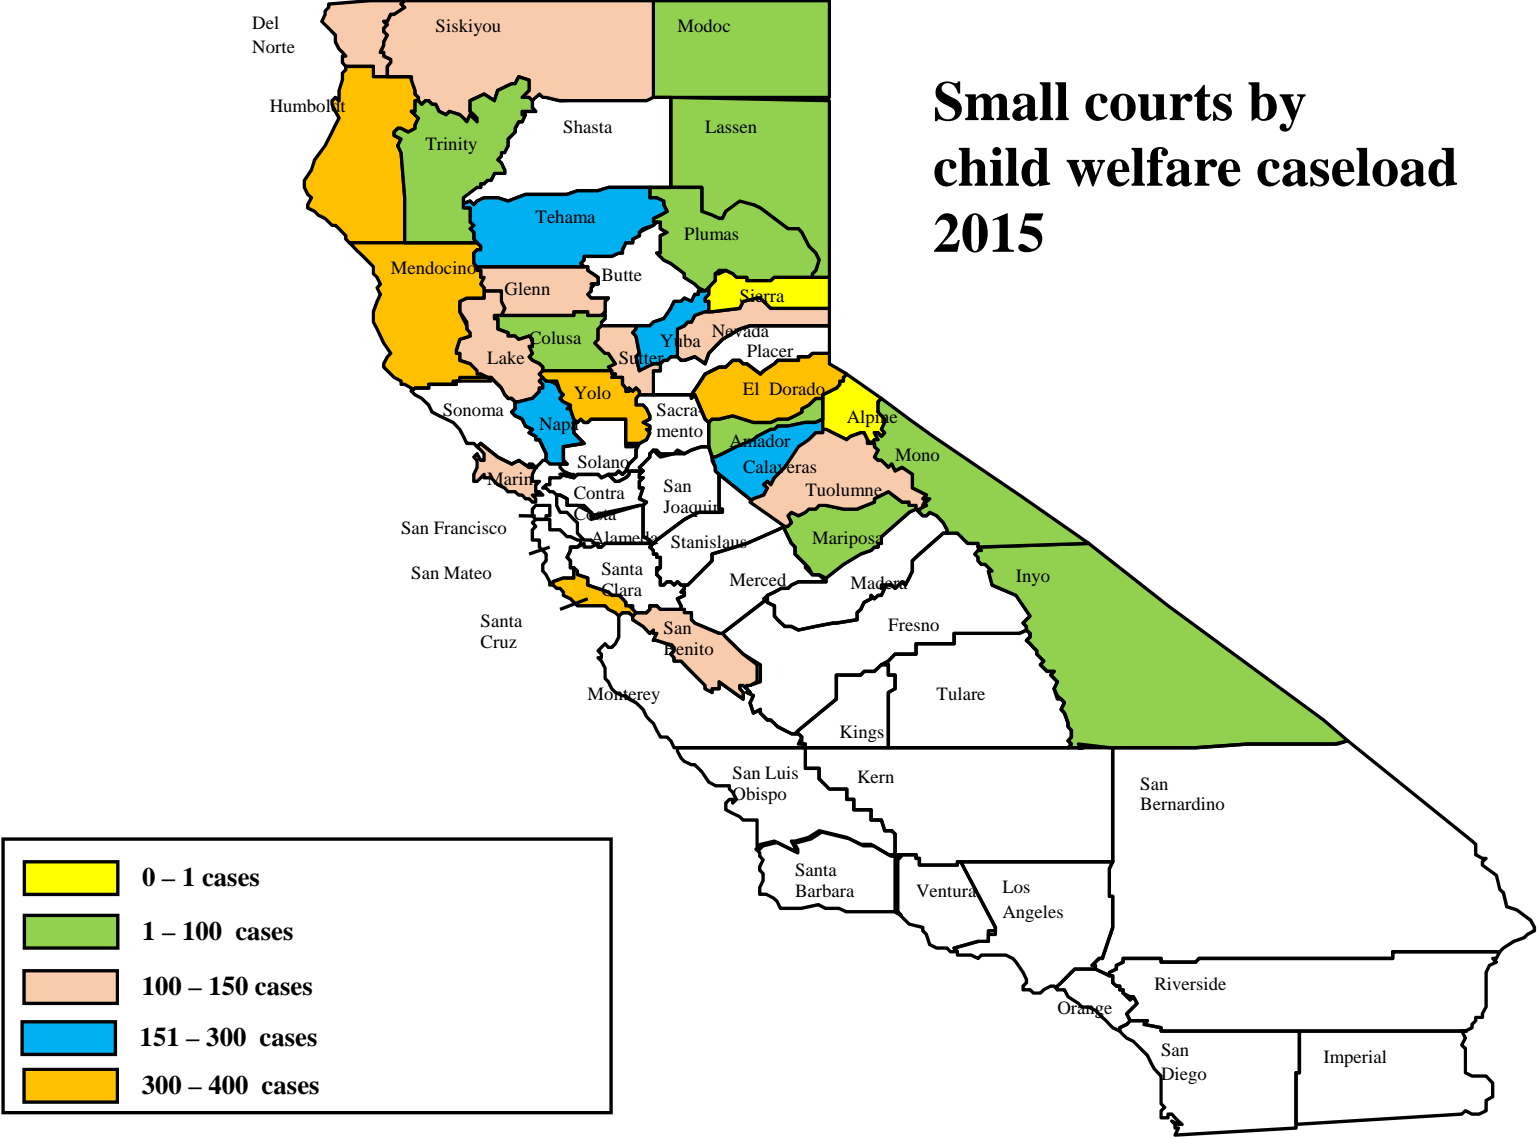 Del
Norte
Siskiyou
Modoc
Small courts by
child welfare caseload
2015
Humboldt
Trinity
Shasta
Lassen
Tehama
Plumas
Mendocino
Glenn
Butte
Sierra
Colusa
Lake
Sutter
Yuba
Nevada
Placer
Sonoma
Napa
Yolo
Sacra-
mento
El  Dorado
Alpine
Amador
Calaveras
Mono
Marin
Solano
Contra
Costa
San
Joaquin
Tuolumne
San Francisco
Alameda
Stanislaus
Mariposa
San Mateo
Santa
Clara
Merced
Madera
Inyo
Santa
Cruz
San
Benito
Fresno
Monterey
Kings
Tulare
San Luis
Obispo
Kern
San
Bernardino
Santa
Barbara
Ventura
Los
Angeles
Orange
Riverside
San
Diego
Imperial
0 – 1 cases
1 – 100  cases
100 – 150 cases
151 – 300  cases
300 – 400  cases